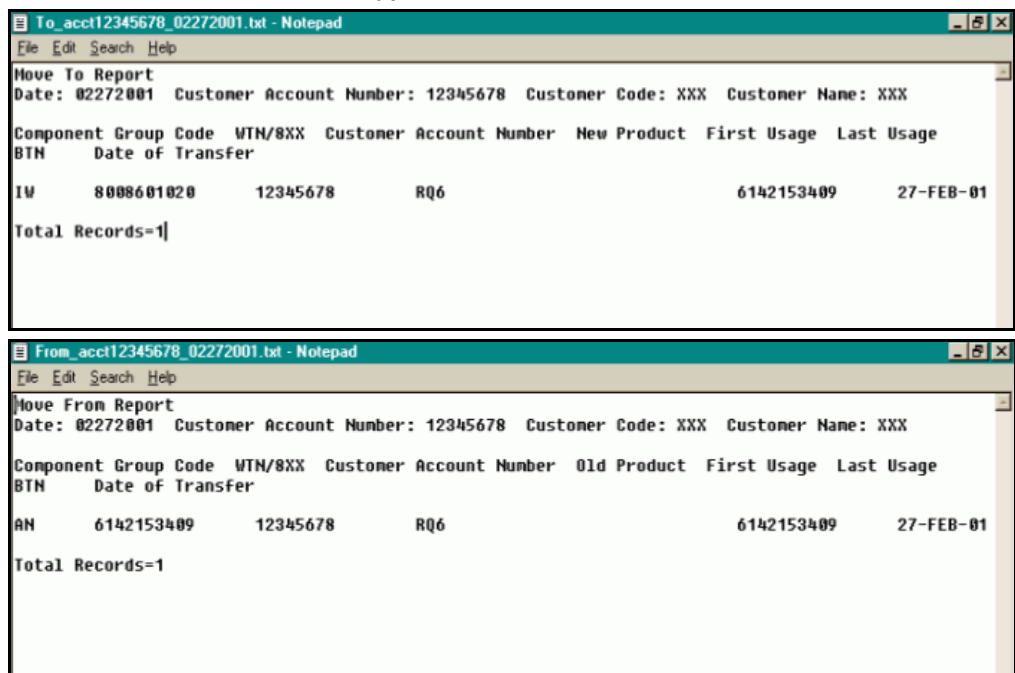 To_acct12345678_02272001.txt - Notepad
File Edit Search Help
Move To Report
Date: 02272001 Customer Account Number: 12345678 Customer Code: XXX Customer Name: XXX
Component Group Code WTN/8XX Customer Account Number New Product First Usage Last Usage
BTN Date of Transfer
IW 8008601020 12345678 RQ6 6142153409 27-FEB-01
Total Records=1
From_acct12345678_02272001.txt - Notepad
File Edit Search Help
Move From Report
Date: 02272001 Customer Account Number: 12345678 Customer Code: XXX Customer Name: XXX
Component Group Code WTN/8XX Customer Account Number Old Product First Usage Last Usage
BTN Date of Transfer
AN 6142153409 12345678 RQ6 6142153409 27-FEB-01
Total Records=1